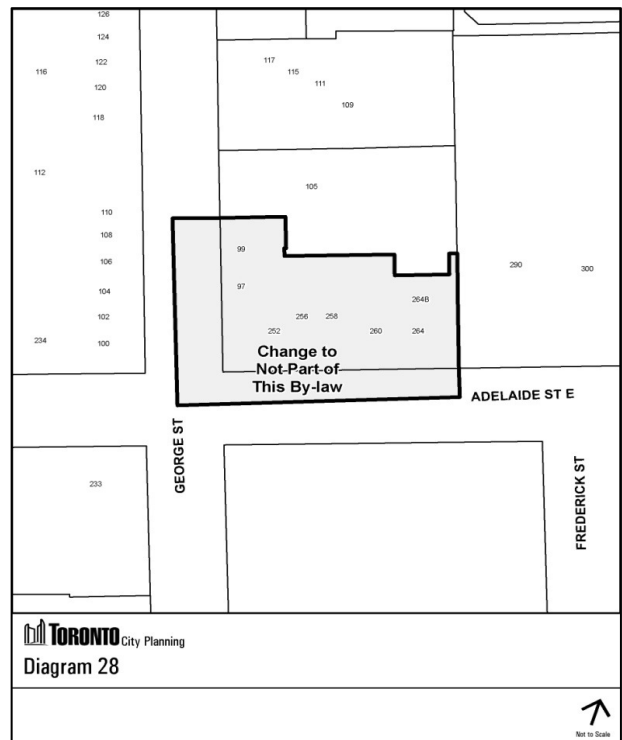 126
124
122
116
120
118
117
115
111
109
112
105
110
108
106
104
102
234
100
99
97
264B
256
258
252
260
264
290
300
Change to
Not Part of
This By-law
ADELAIDE ST E
GEORGE ST
FREDERICK ST
233
TORONTO City Planning
Diagram 28
Not to Scale